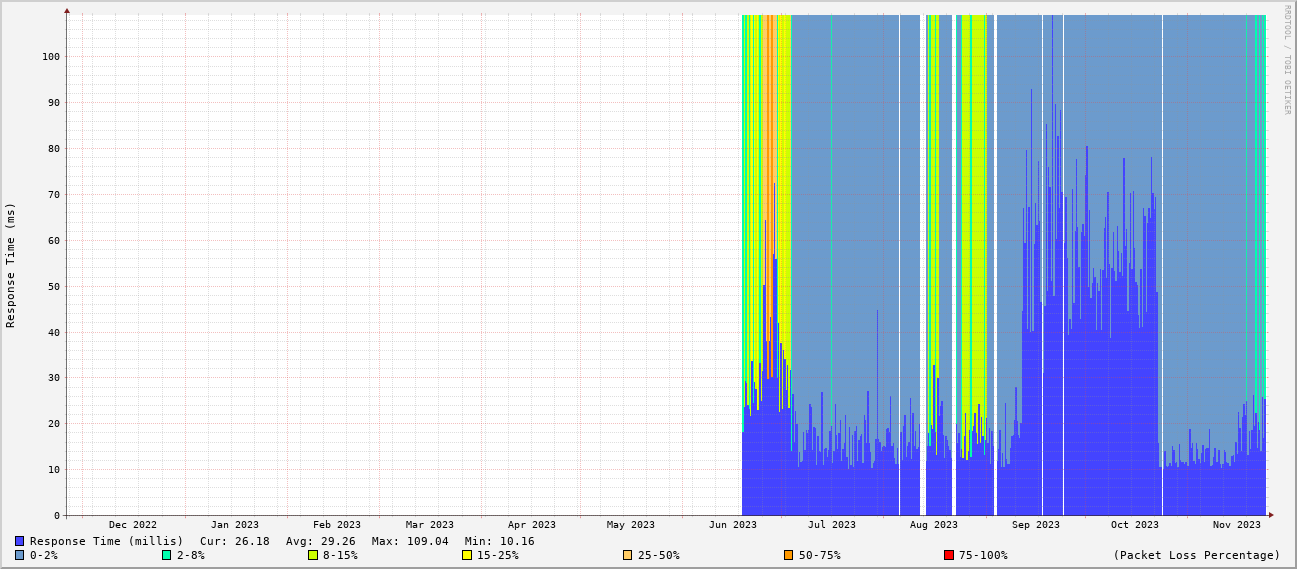 RRDTOOL / TOBI OETIKER
Response Time (ms)
100
90
80
70
60
50
40
30
20
10
0
Dec 2022 Jan 2023 Feb 2023 Mar 2023 Apr 2023 May 2023 Jun 2023 Jul 2023 Aug 2023 Sep 2023 Oct 2023 Nov 2023
Response Time (millis) Cur: 26.18 Avg: 29.26 Max: 109.04 Min: 10.16
0-2% 2-8% 8-15% 15-25% 25-50% 50-75% 75-100% (Packet Loss Percentage)